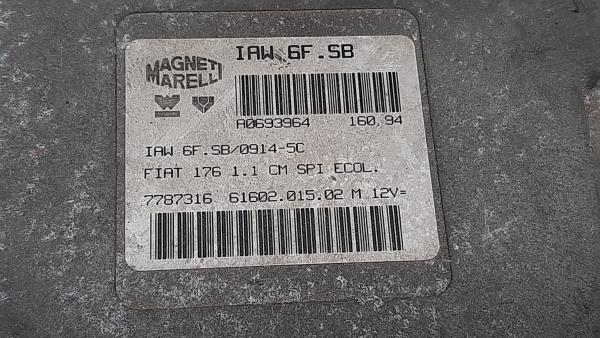 IAW 6F.SB
MAGNETI
MARELLI
A0693964 160.94
IAW 6F.SB/0914-5C
FIAT 176 1.1 CM SPI ECOL.
7787316 61602.015.02 M 12V=